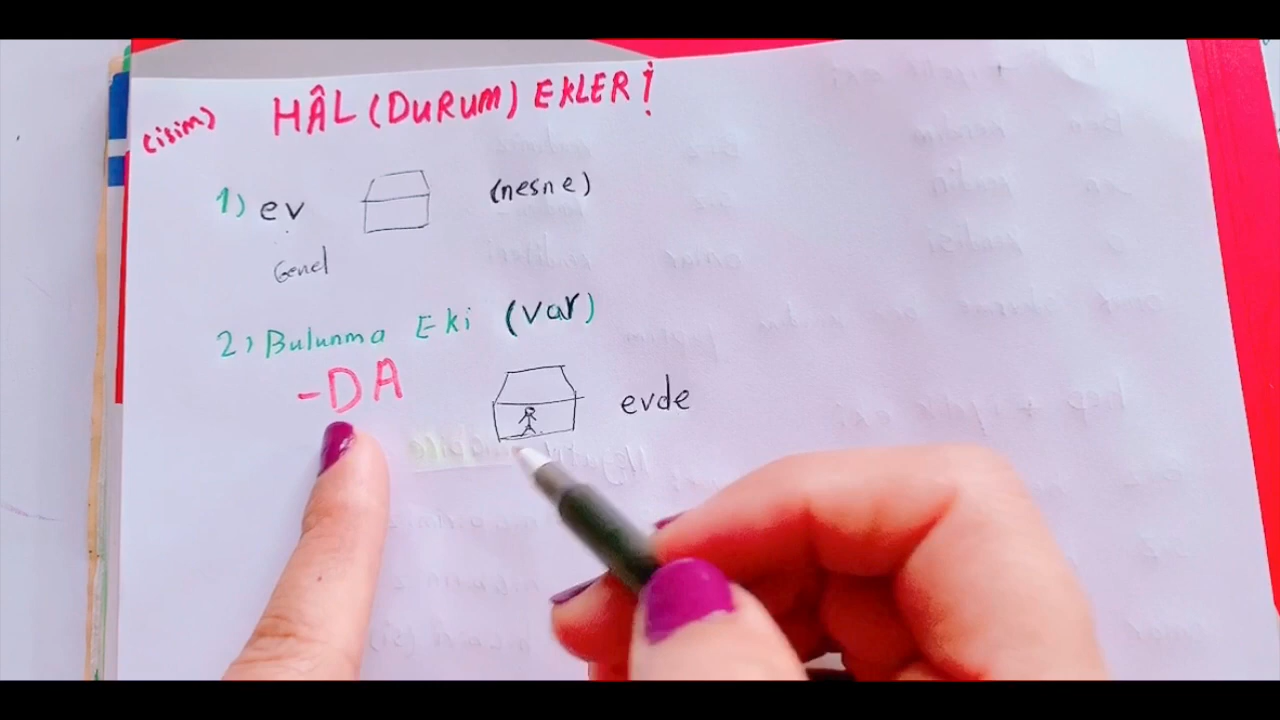 (isim) HÂL (DURUM) EKLERİ
1) ev (nesne)
Genel
2) Bulunma Eki (var)
-DA
evde